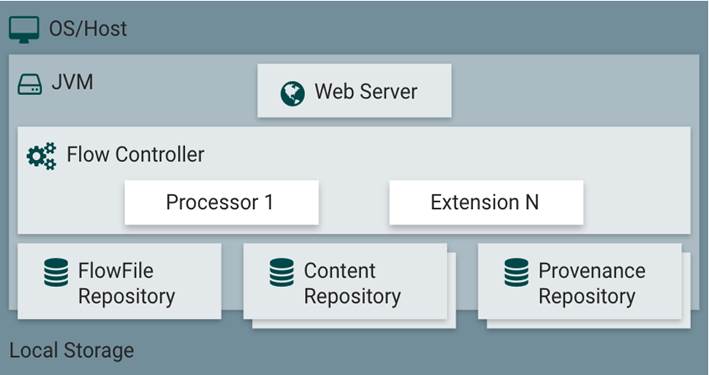 OS/Host
JVM
Web Server
Flow Controller
Processor 1
Extension N
FlowFile
Repository
Content
Repository
Provenance
Repository
Local Storage